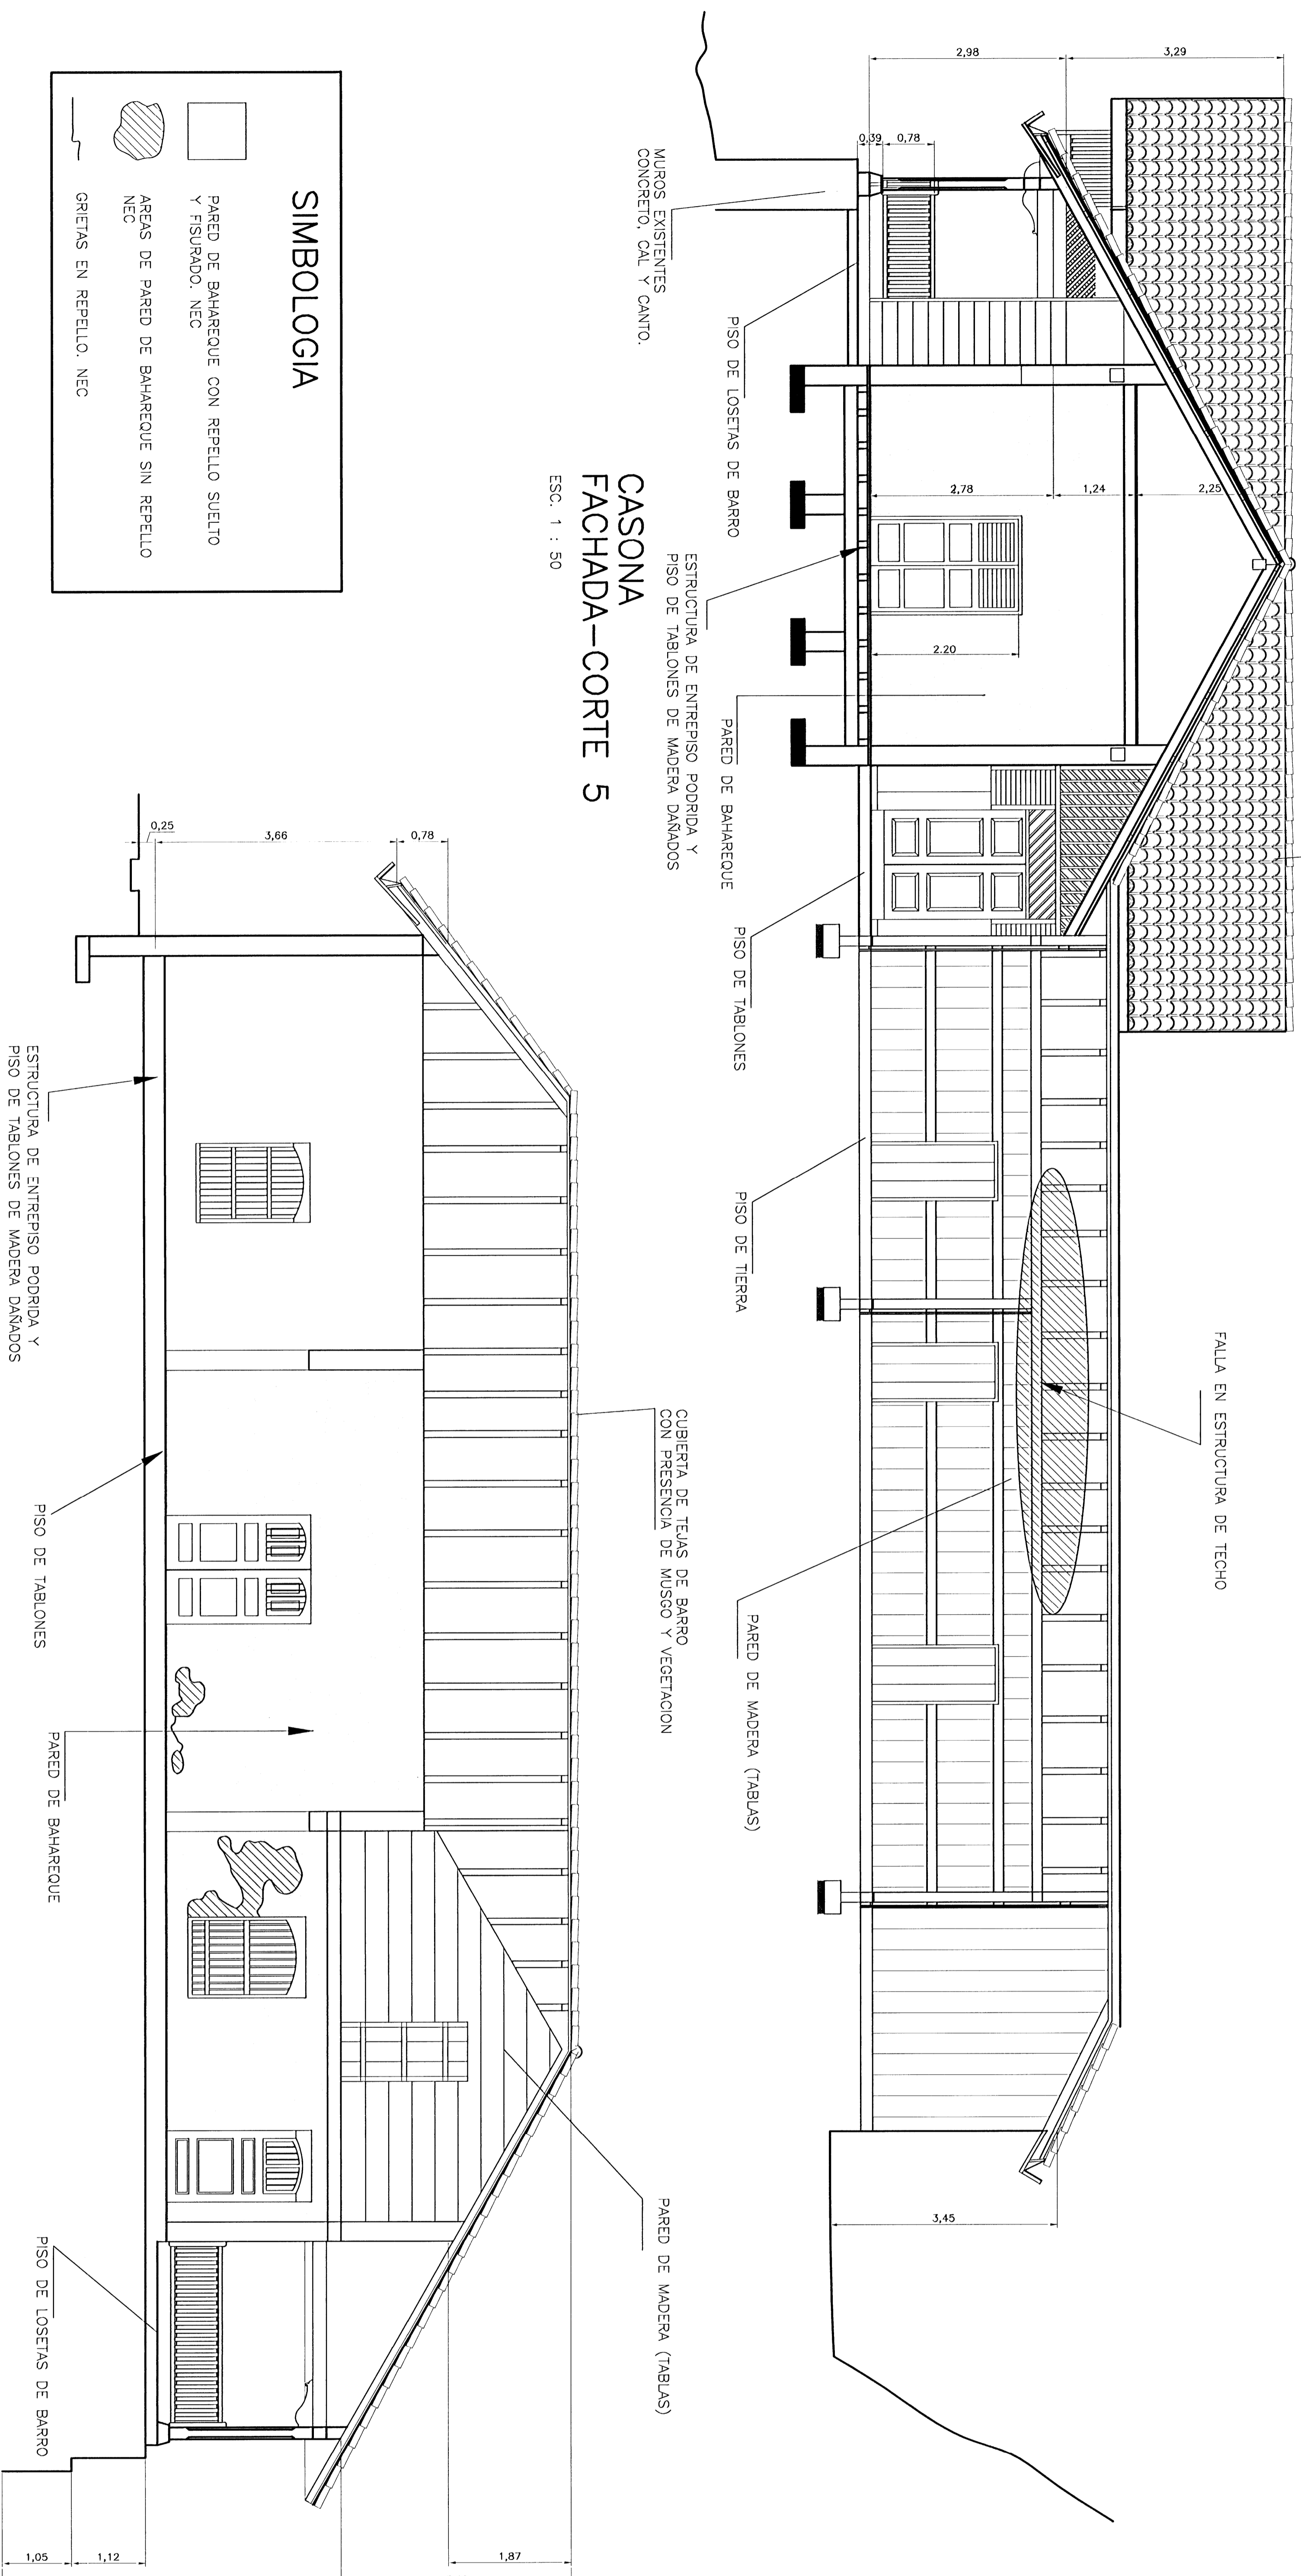 3,29
2,98
0,39
0,78
MUROS EXISTENTES
CONCRETO, CAL Y CANTO.
PISO DE LOSETAS DE BARRO
2,78
1,24
2,25
2.20
ESTRUCTURA DE ENTREPISO PODRIDA Y
PISO DE TABLONES DE MADERA DAÑADOS
PARED DE BAHAREQUE
PISO DE TABLONES
PISO DE TIERRA
FALLA EN ESTRUCTURA DE TECHO
PARED DE MADERA (TABLAS)
3,45
CASONA
FACHADA-CORTE 5
ESC. 1 : 50
SIMBOLOGIA
PARED DE BAHAREQUE CON REPELLO SUELTO
Y FISURADO. NEC
AREAS DE PARED DE BAHAREQUE SIN REPELLO
NEC
GRIETAS EN REPELLO. NEC
0,25
3,66
0,78
CUBIERTA DE TEJAS DE BARRO
CON PRESENCIA DE MUSGO Y VEGETACION
PARED DE MADERA (TABLAS)
ESTRUCTURA DE ENTREPISO PODRIDA Y
PISO DE TABLONES DE MADERA DAÑADOS
PISO DE TABLONES
PARED DE BAHAREQUE
PISO DE LOSETAS DE BARRO
1,05
1,12
1,87